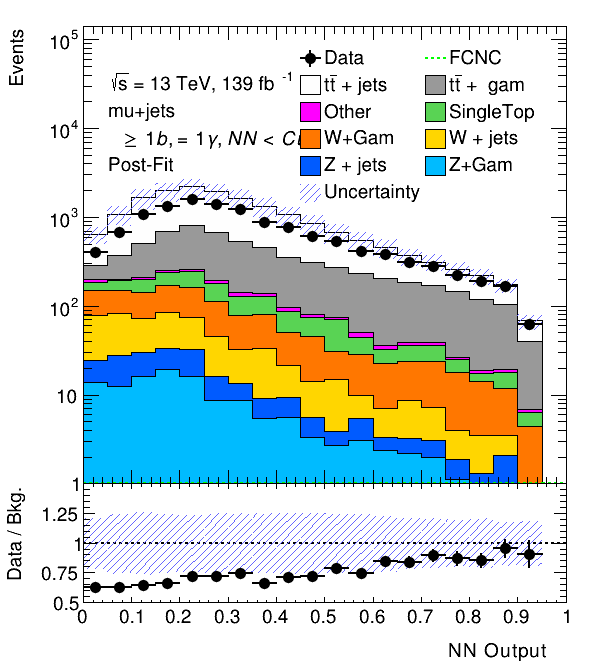 Events
10^5
10^4
10^3
10^2
10
1
√s = 13 TeV, 139 fb^-1
mu+jets
≥ 1b, = 1γ, NN < C
Post-Fit
Data
FCNC
tt̄ + jets
tt̄ + gam
Other
SingleTop
W+Gam
W + jets
Z + jets
Z+Gam
Uncertainty
Data / Bkg.
1.25
1
0.75
0.5
0 0.1 0.2 0.3 0.4 0.5 0.6 0.7 0.8 0.9 1
NN Output